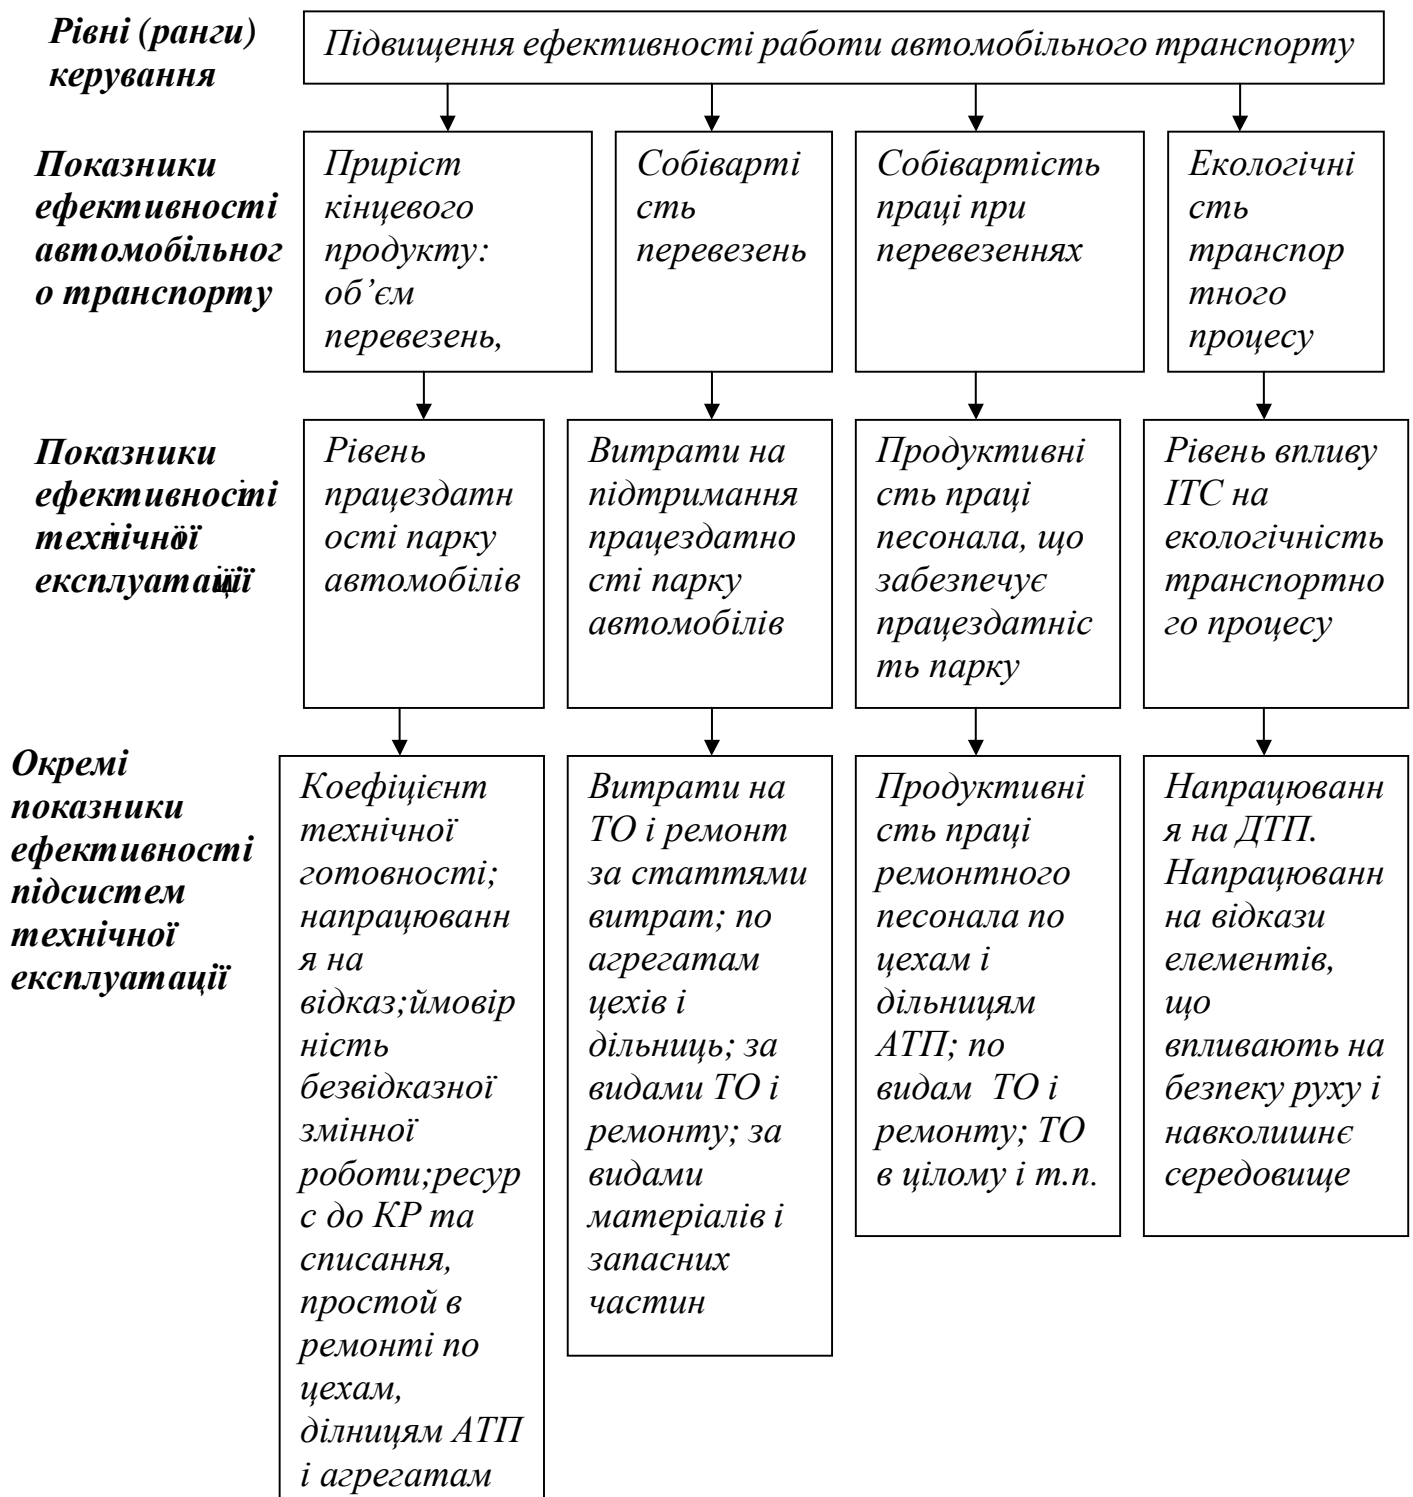 Рівні (ранги)
керування
Підвищення ефективності работи автомобільного транспорту
Показники
ефективності
автомобільног
о транспорту
Приріст
кінцевого
продукту:
об’єм
перевезень,
Собіварті
сть
перевезень
Собівартість
праці при
перевезеннях
Екологічні
сть
транспор
тного
процесу
Показники
ефективності
технічної
експлуатації
Рівень
працездатн
ості парку
автомобілів
Витрати на
підтримання
працездатно
сті парку
автомобілів
Продуктивні
сть праці
песонала, що
забезпечує
працездатніс
ть парку
Рівень впливу
ІТС на
екологічність
транспортно
го процесу
Окремі
показники
ефективності
підсистем
технічної
експлуатації
Коефіцієнт
технічної
готовності;
напрацюванн
я на
відказ;ймовір
ність
безвідказної
змінної
роботи;ресур
с до КР та
списання,
простой в
ремонті по
цехам,
ділницям АТП
і агрегатам
Витрати на
ТО і ремонт
за статтями
витрат; по
агрегатам
цехів і
дільниць; за
видами ТО і
ремонту; за
видами
матеріалів і
запасних
частин
Продуктивні
сть праці
ремонтного
песонала по
цехам і
дільницям
АТП; по
видам ТО і
ремонту; ТО
в цілому і т.п.
Напрацюванн
я на ДТП.
Напрацюванн
на відкази
елементів,
що
впливають на
безпеку руху і
навколишнє
середовище